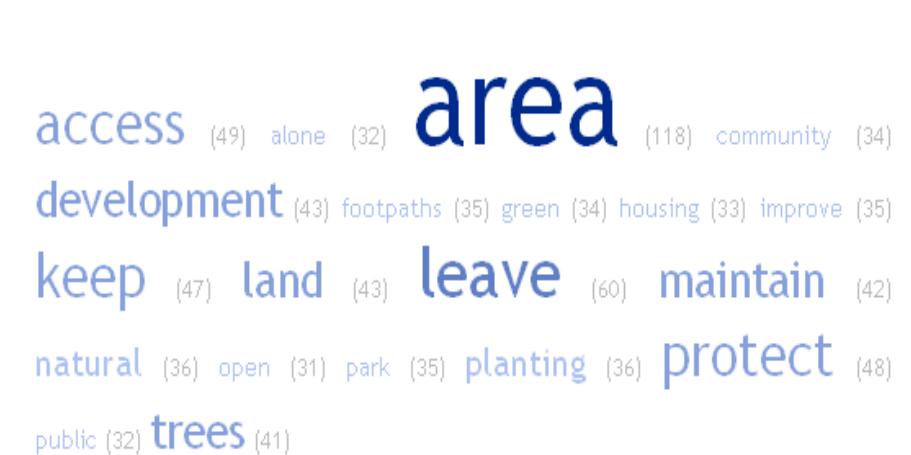 access (49) alone (32) area (118) community (34)
development (43) footpaths (35) green (34) housing (33) improve (35)
keep (47) land (43) leave (60) maintain (42)
natural (36) open (31) park (35) planting (36) protect (48)
public (32) trees (41)